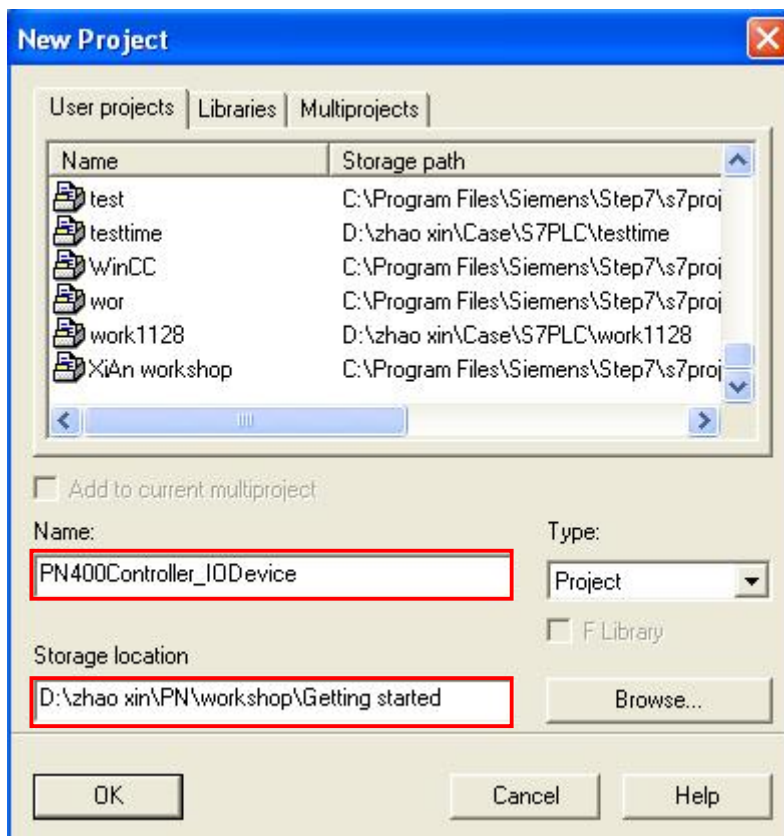 New Project
User projects Libraries Multiprojects
Name Storage path
test C:\Program Files\Siemens\Step7\s7proj
testtime D:\zhao xin\Case\S7PLC\testtime
WinCC C:\Program Files\Siemens\Step7\s7proj
wor C:\Program Files\Siemens\Step7\s7proj
work1128 D:\zhao xin\Case\S7PLC\work1128
XiAn workshop C:\Program Files\Siemens\Step7\s7proj
Add to current multiproject
Name: Type:
PN400Controller_IODevice Project
F Library
Storage location
D:\zhao xin\PN\workshop\Getting started Browse...
OK Cancel Help